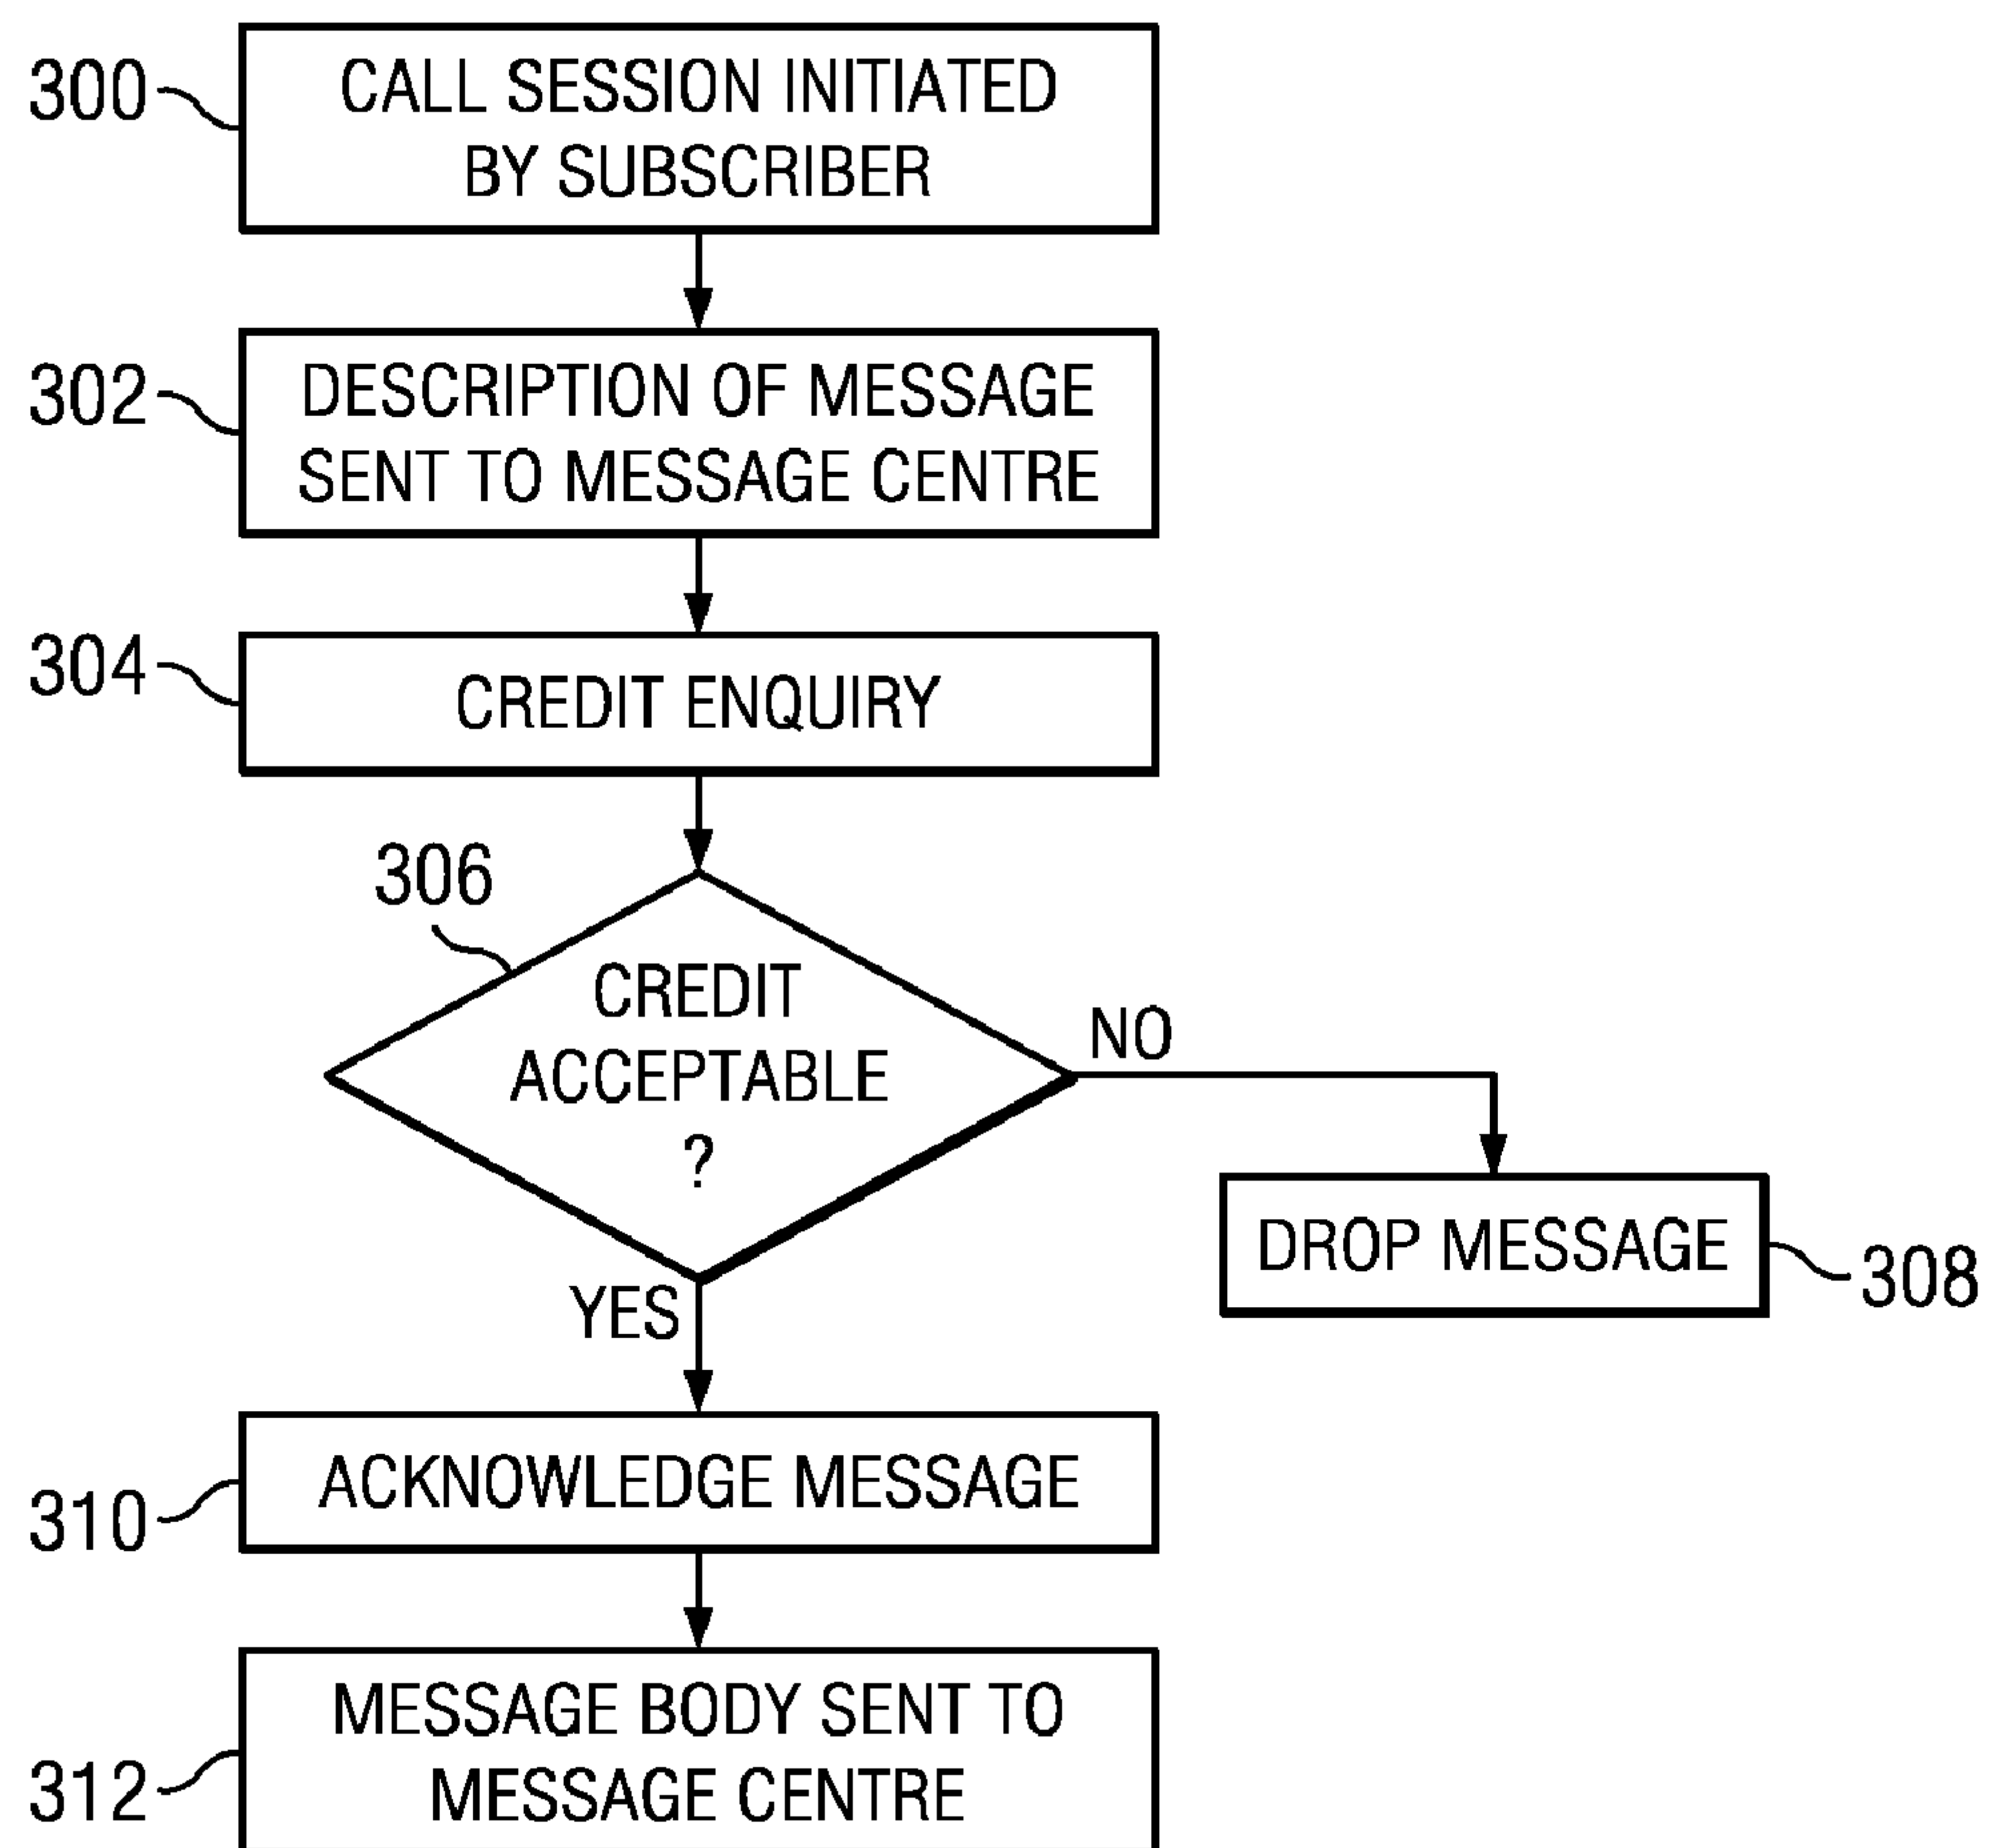 300
CALL SESSION INITIATED
BY SUBSCRIBER
302
DESCRIPTION OF MESSAGE
SENT TO MESSAGE CENTRE
304
CREDIT ENQUIRY
306
CREDIT
ACCEPTABLE
?
NO
DROP MESSAGE
308
YES
310
ACKNOWLEDGE MESSAGE
312
MESSAGE BODY SENT TO
MESSAGE CENTRE